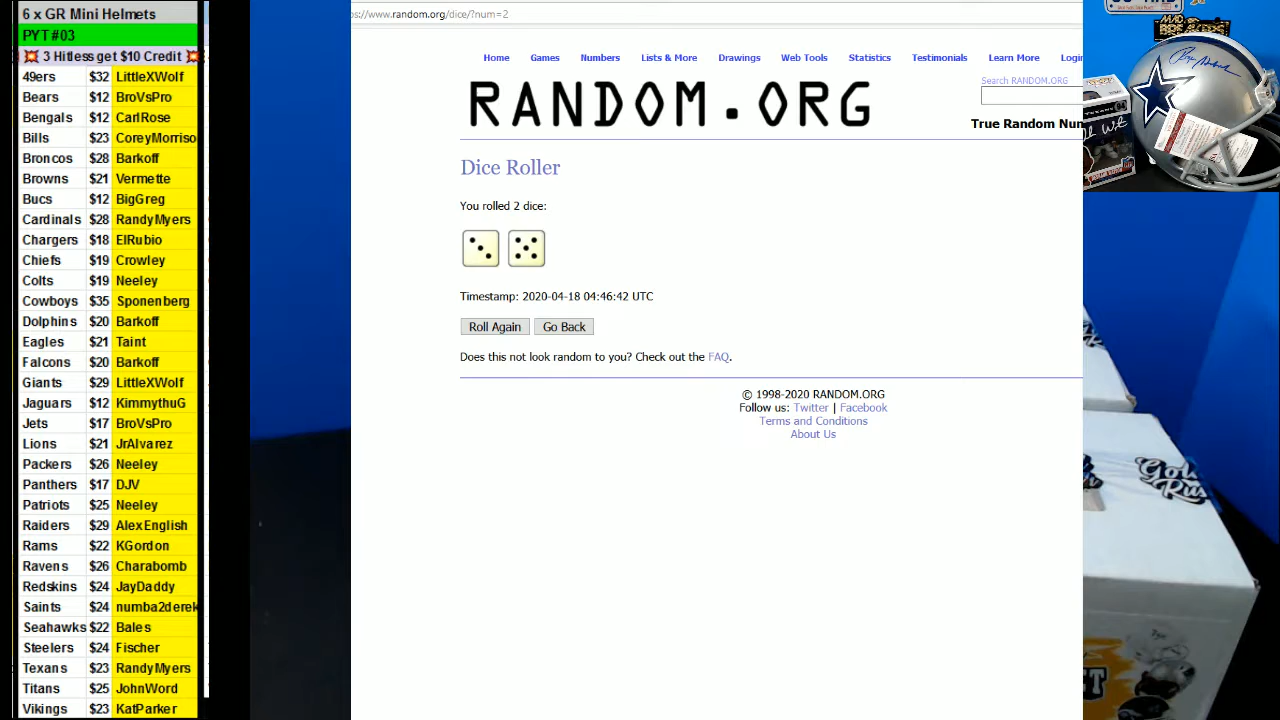 6 x GR Mini Helmets
PYT #03
💥 3 Hitless get $10 Credit 💥
49ers $32 LittleXWolf
Bears $12 BroVsPro
Bengals $12 CarlRose
Bills $23 CoreyMorriso
Broncos $28 Barkoff
Browns $21 Vermette
Bucs $12 BigGreg
Cardinals $28 RandyMyers
Chargers $18 ElRubio
Chiefs $19 Crowley
Colts $19 Neeley
Cowboys $35 Sponenberg
Dolphins $20 Barkoff
Eagles $21 Taint
Falcons $20 Barkoff
Giants $29 LittleXWolf
Jaguars $12 KimmythuG
Jets $17 BroVsPro
Lions $21 JrAlvarez
Packers $26 Neeley
Panthers $17 DJV
Patriots $25 Neeley
Raiders $29 AlexEnglish
Rams $22 KGordon
Ravens $26 Charabomb
Redskins $24 JayDaddy
Saints $24 numba2derek
Seahawks $22 Bales
Steelers $24 Fischer
Texans $23 RandyMyers
Titans $25 JohnWord
Vikings $23 KatParker
s://www.random.org/dice/?num=2
Home Games Numbers Lists & More Drawings Web Tools Statistics Testimonials Learn More Login
Search RANDOM.ORG
RANDOM.ORG
True Random Num
Dice Roller
You rolled 2 dice:
Timestamp: 2020-04-18 04:46:42 UTC
Roll Again Go Back
Does this not look random to you? Check out the FAQ.
© 1998-2020 RANDOM.ORG
Follow us: Twitter | Facebook
Terms and Conditions
About Us